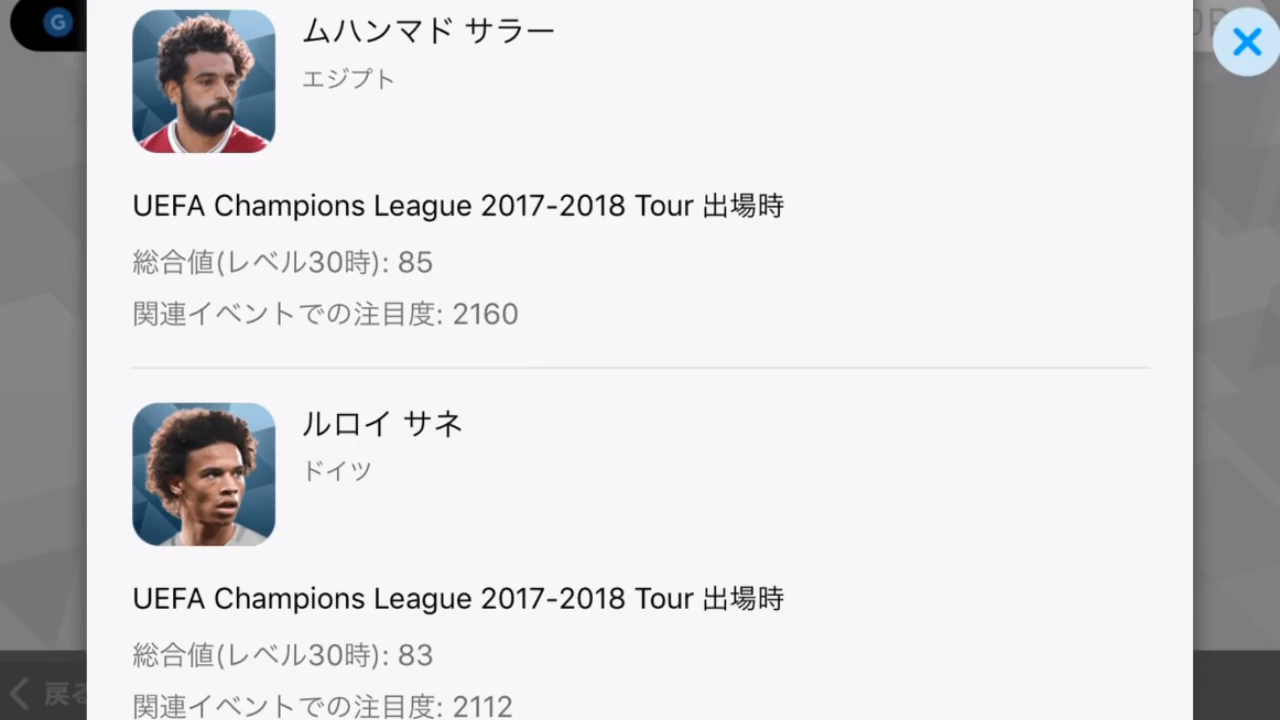 ムハンマド サラー
エジプト
UEFA Champions League 2017-2018 Tour 出場時
総合値(レベル30時): 85
関連イベントでの注目度: 2160
ルロイ サネ
ドイツ
UEFA Champions League 2017-2018 Tour 出場時
総合値(レベル30時): 83
関連イベントでの注目度: 2112
G
戻る